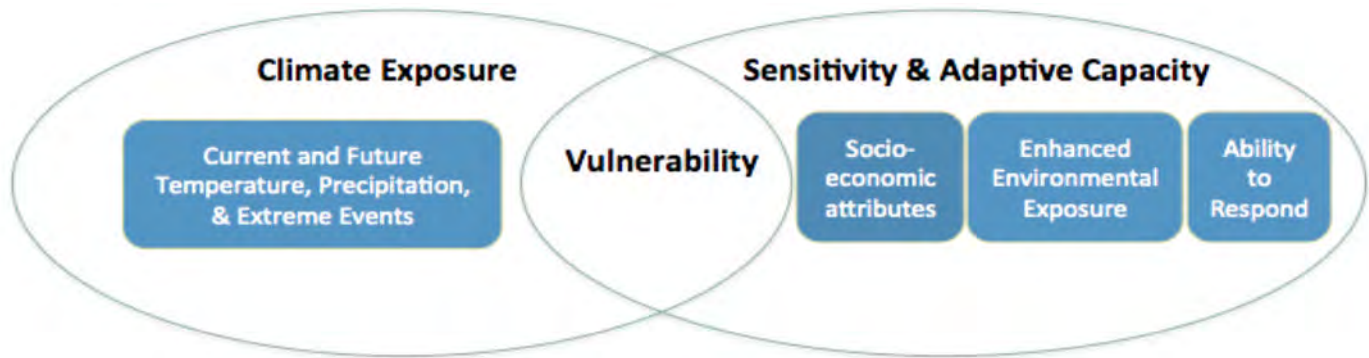 Climate Exposure
Current and Future
Temperature, Precipitation,
& Extreme Events
Vulnerability
Sensitivity & Adaptive Capacity
Socio-
economic
attributes
Enhanced
Environmental
Exposure
Ability
to
Respond